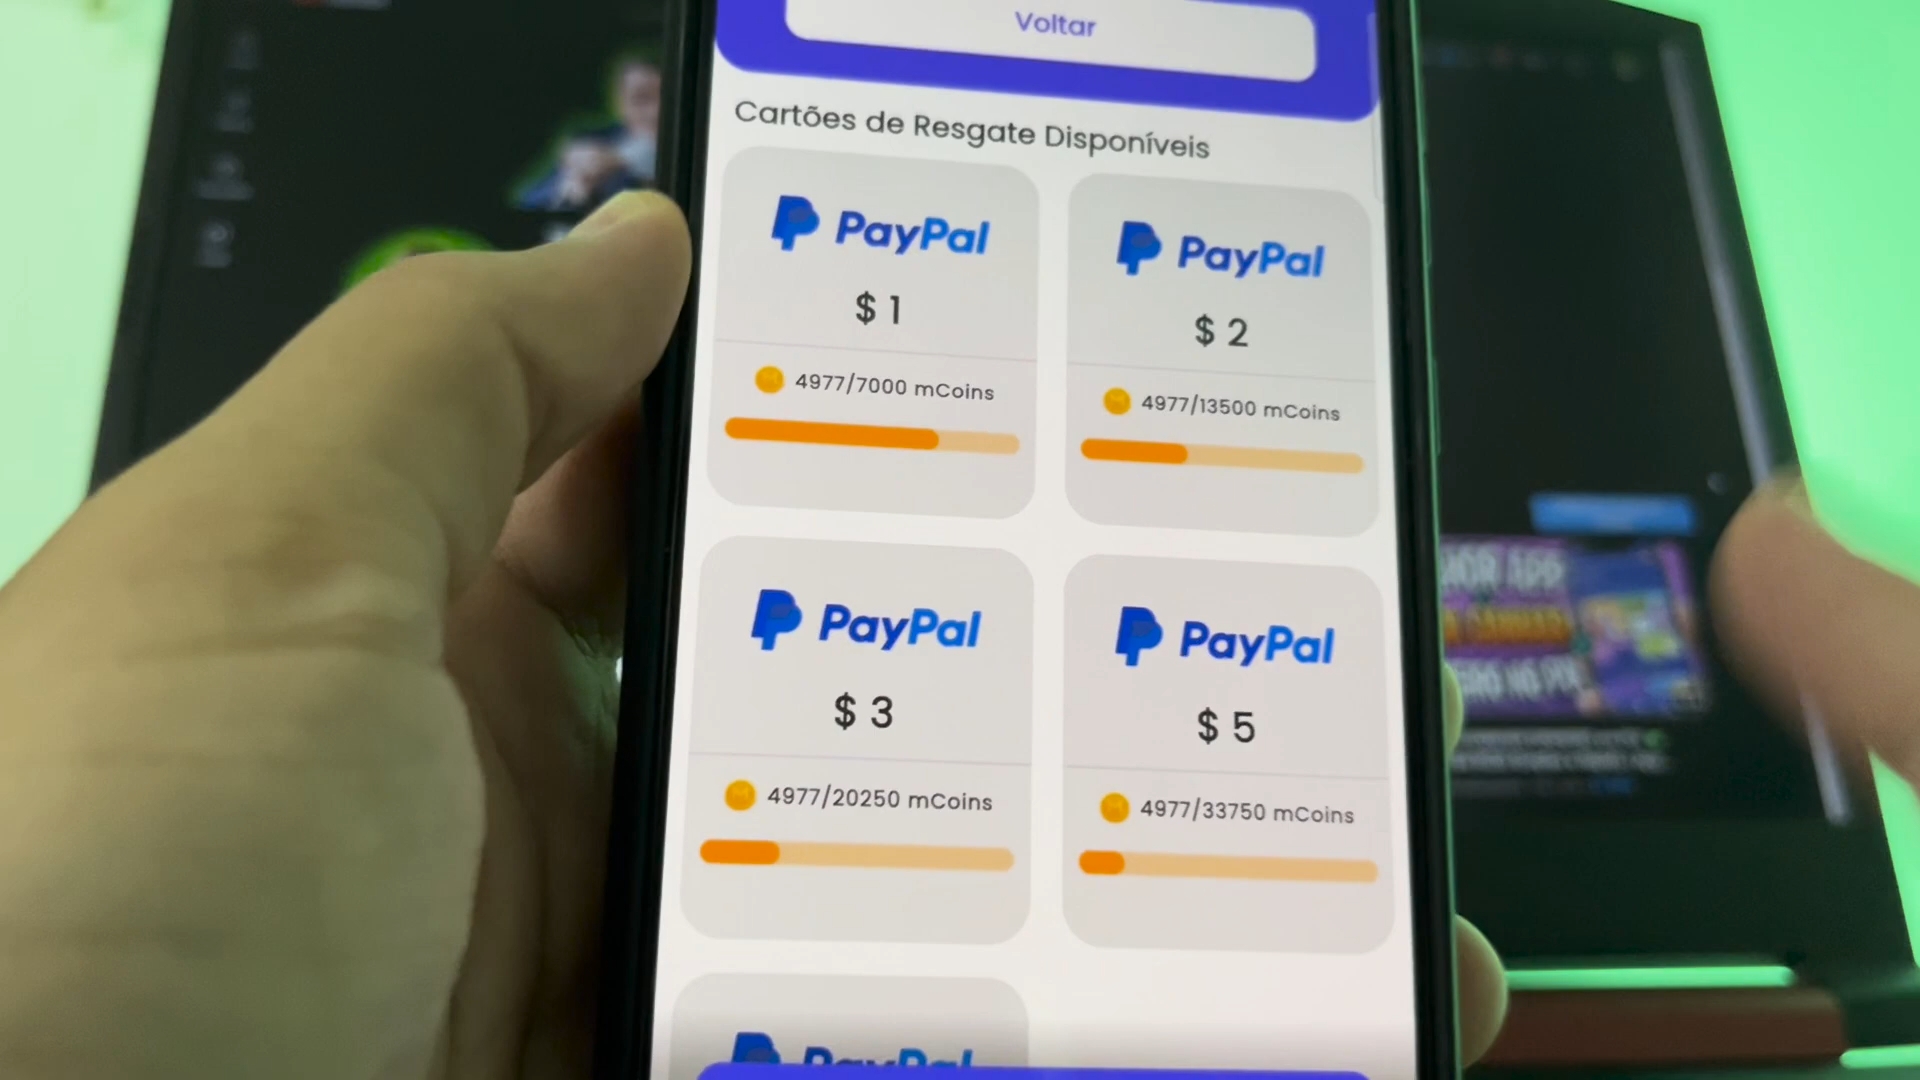 Voltar
Cartões de Resgate Disponíveis
PayPal
$ 1
4977/7000 mCoins
PayPal
$ 2
4977/13500 mCoins
PayPal
$ 3
4977/20250 mCoins
PayPal
$ 5
4977/33750 mCoins
PayPal
APP